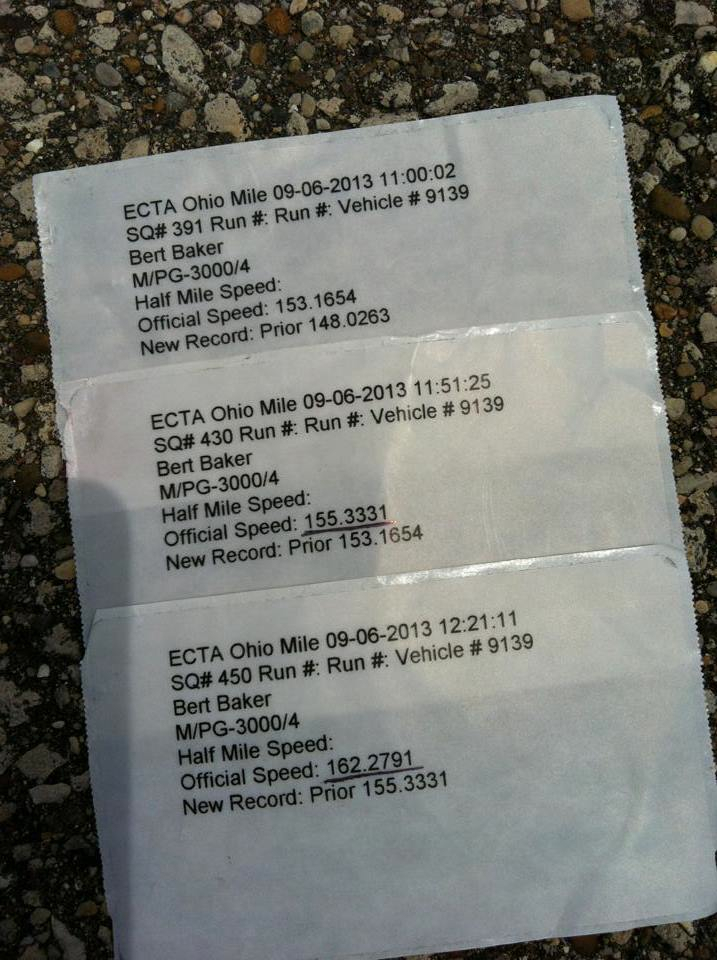 ECTA Ohio Mile 09-06-2013 11:00:02
SQ# 391 Run #: Run #: Vehicle # 9139
Bert Baker
M/PG-3000/4
Half Mile Speed:
Official Speed: 153.1654
New Record: Prior 148.0263
ECTA Ohio Mile 09-06-2013 11:51:25
SQ# 430 Run #: Run #: Vehicle # 9139
Bert Baker
M/PG-3000/4
Half Mile Speed:
Official Speed: 155.3331
New Record: Prior 153.1654
ECTA Ohio Mile 09-06-2013 12:21:11
SQ# 450 Run #: Run #: Vehicle # 9139
Bert Baker
M/PG-3000/4
Half Mile Speed:
Official Speed: 162.2791
New Record: Prior 155.3331